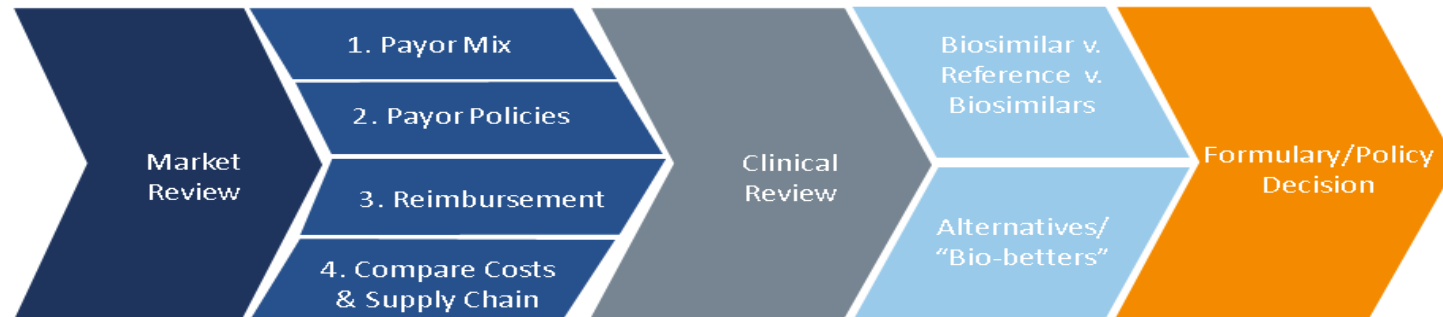 Market
Review
1. Payor Mix
2. Payor Policies
3. Reimbursement
4. Compare Costs
& Supply Chain
Clinical
Review
Biosimilar v.
Reference v.
Biosimilars
Alternatives/
“Bio-betters”
Formulary/Policy
Decision